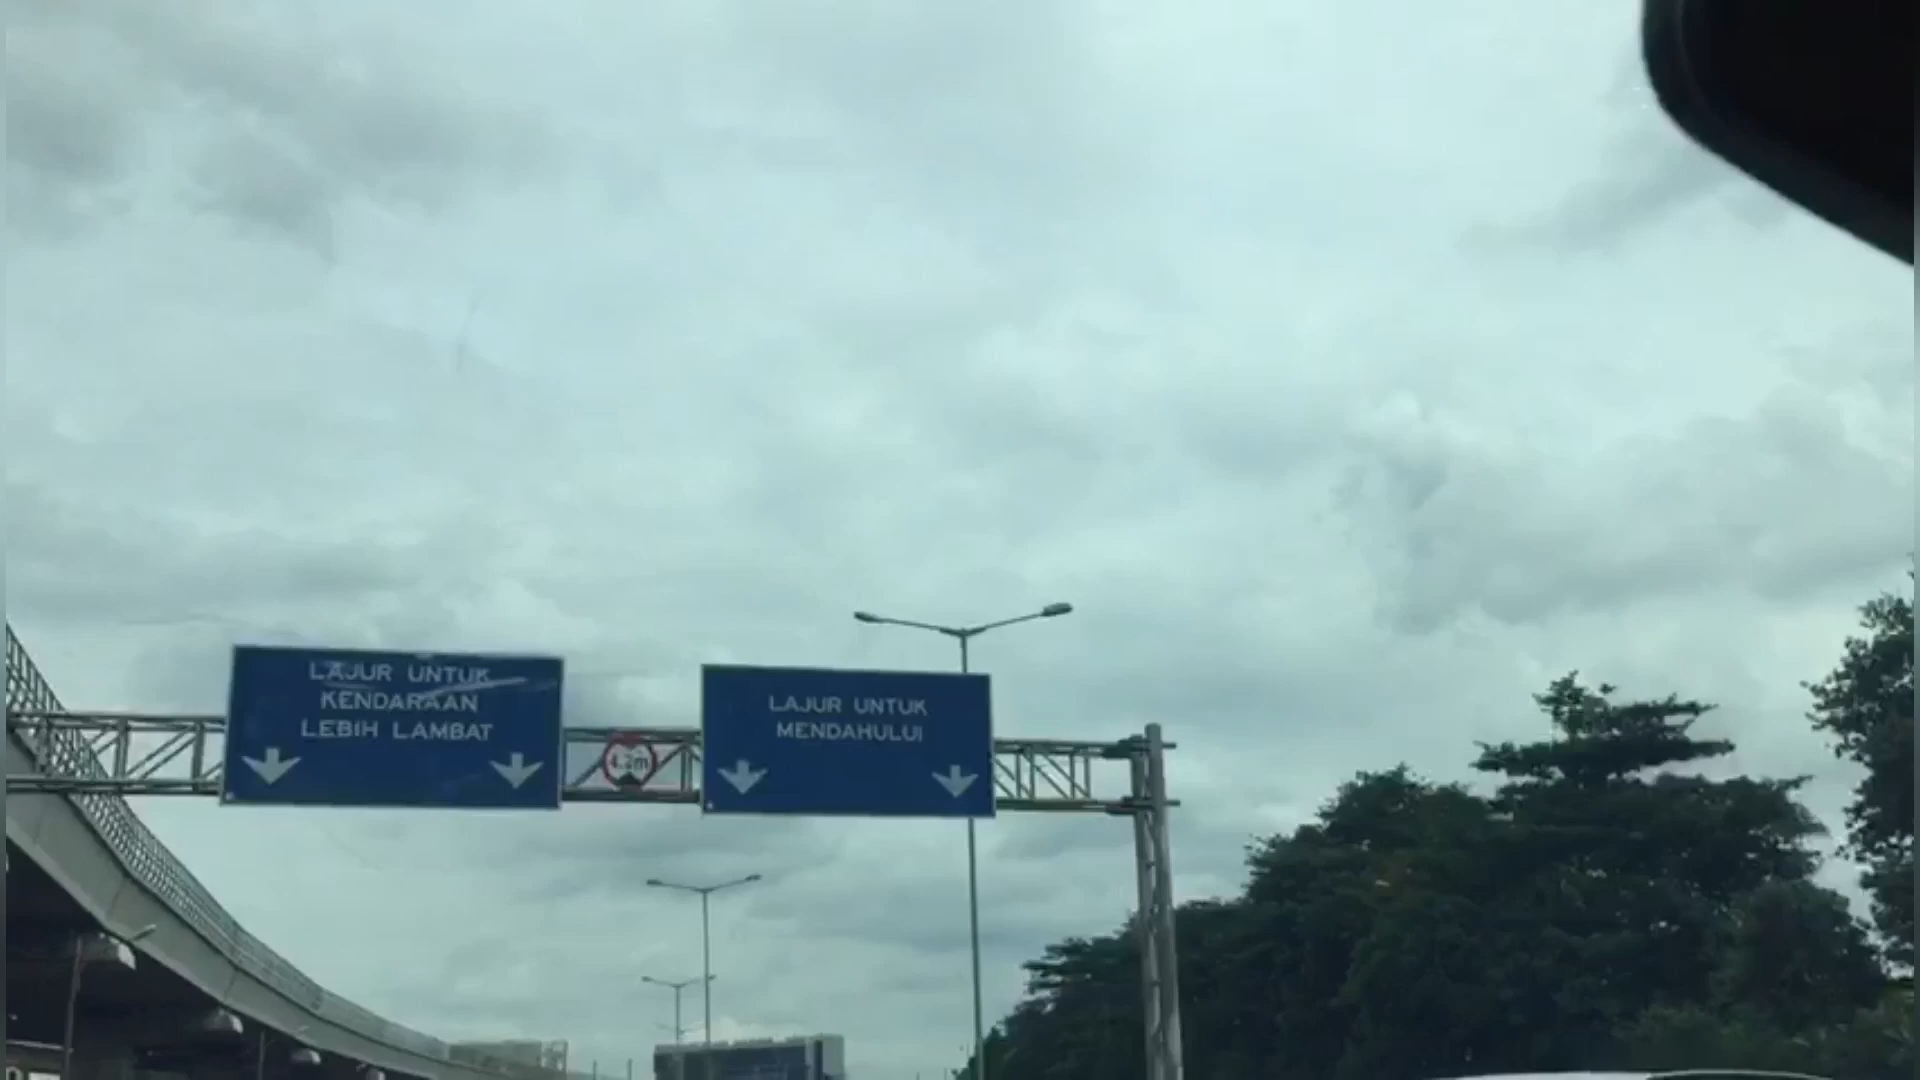 LAJUR UNTUK
KENDARAAN
LEBIH LAMBAT
4.2m
LAJUR UNTUK
MENDAHULUI